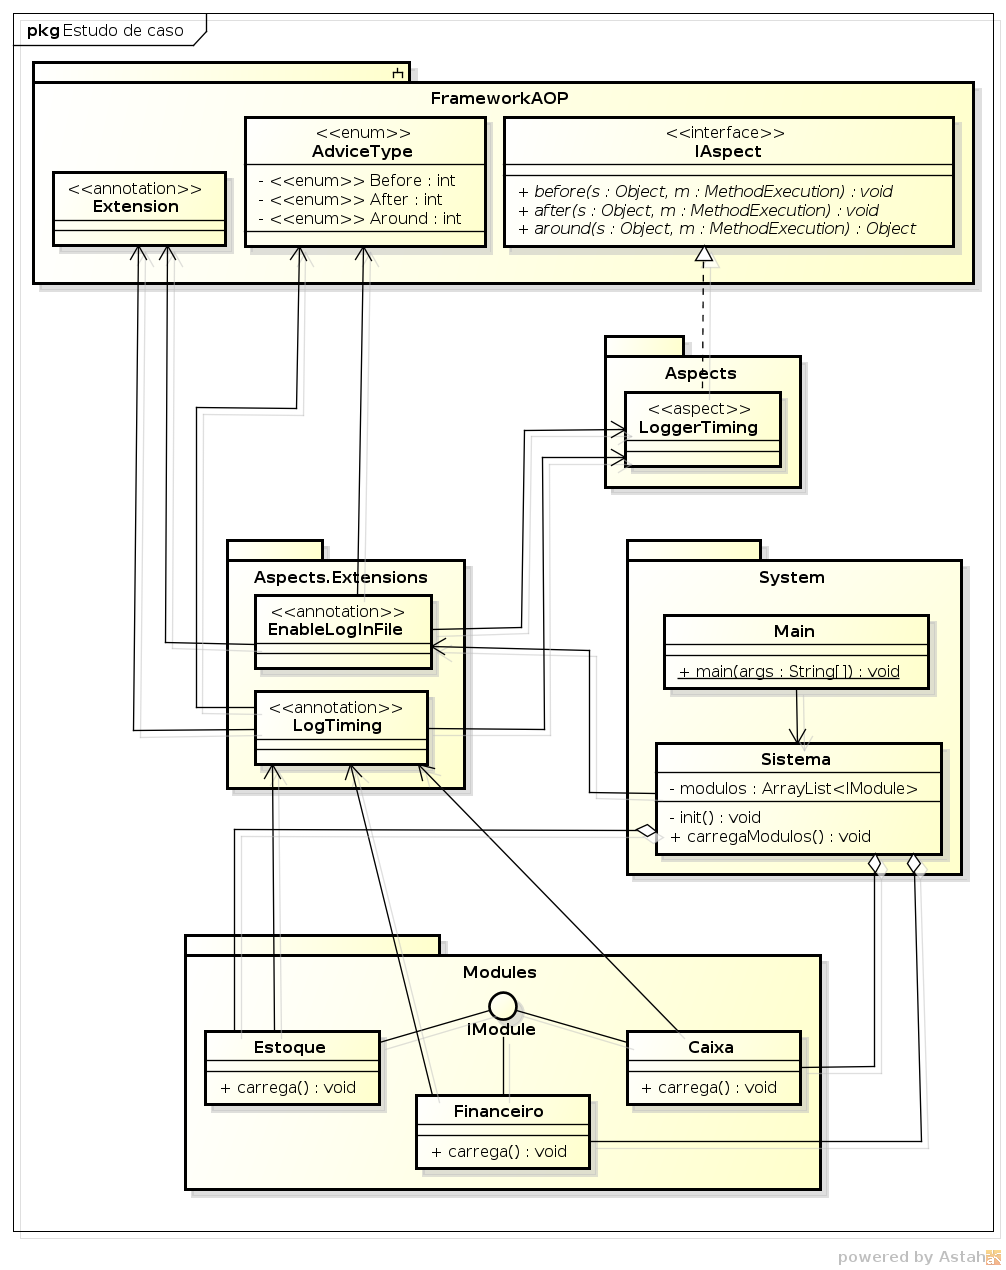 pkg Estudo de caso
FrameworkAOP
<<annotation>>
Extension
<<enum>>
AdviceType
- <<enum>> Before : int
- <<enum>> After : int
- <<enum>> Around : int
<<interface>>
IAspect
+ before(s : Object, m : MethodExecution) : void
+ after(s : Object, m : MethodExecution) : void
+ around(s : Object, m : MethodExecution) : Object
Aspects
<<aspect>>
LoggerTiming
Aspects.Extensions
<<annotation>>
EnableLogInFile
<<annotation>>
LogTiming
System
Main
+ main(args : String[]) : void
Sistema
- modulos : ArrayList<IModule>
- init() : void
+ carregaModulos() : void
Modules
IModule
Estoque
+ carrega() : void
Financeiro
+ carrega() : void
Caixa
+ carrega() : void
powered by Astah